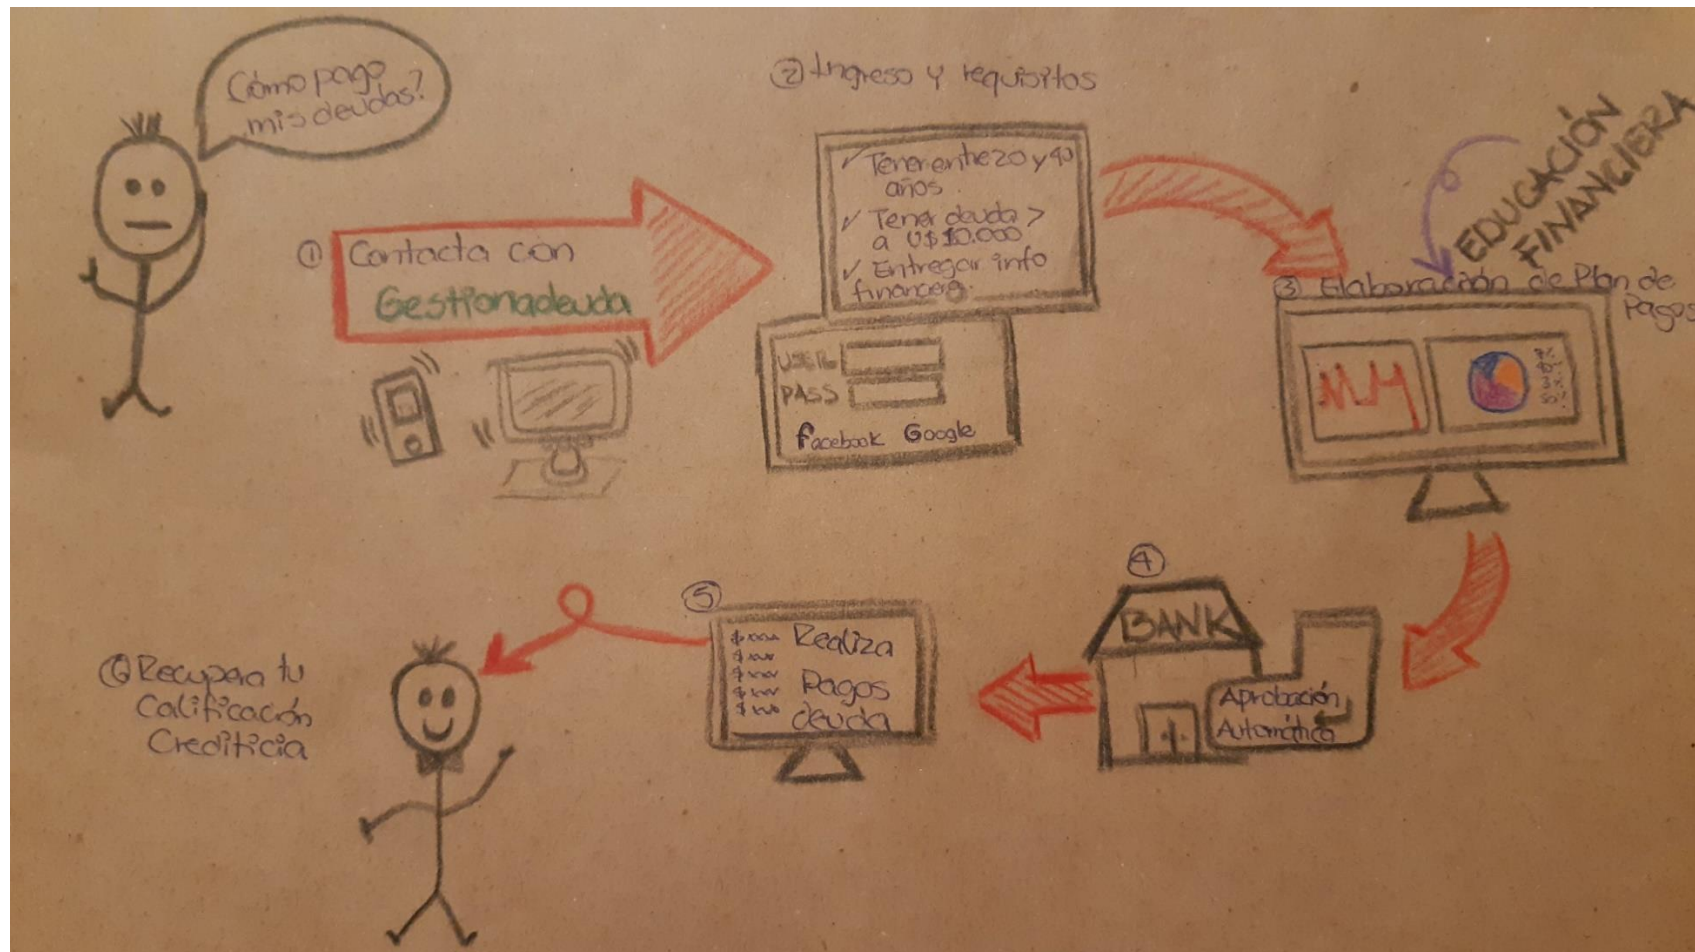 Cómo pago
mis deudas?
① Contacta con
Gestionadeuda
② Ingreso y requisitos
✓ Tener entre 20 y 40
años
✓ Tener deuda >
a U$ 10.000
✓ Entregar info
financiera.
USER
PASS
Facebook Google
EDUCACIÓN
FINANCIERA
③ Elaboración de Plan de
Pagos
④
BANK
Aprobación
Automática
⑤
Realiza
Pagos
deuda
⑥ Recupera tu
Calificación
Crediticia